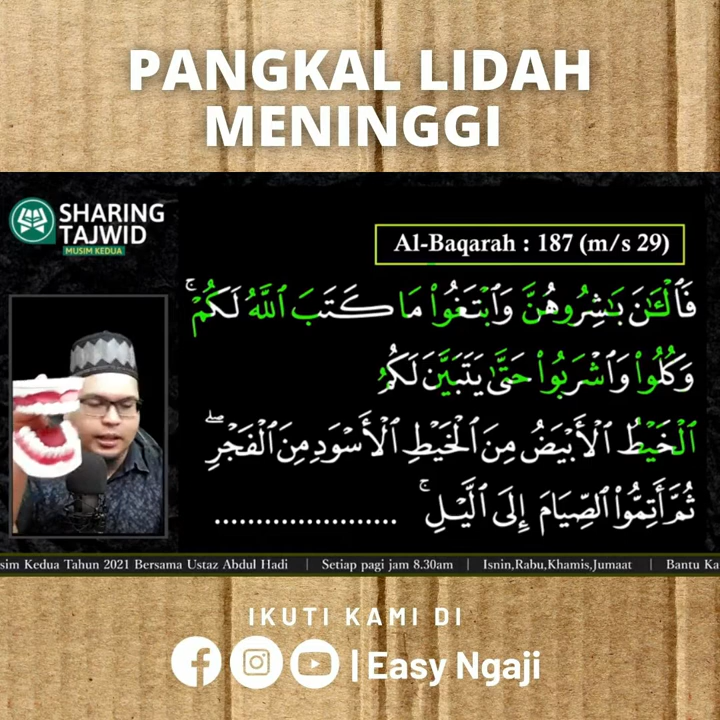 PANGKAL LIDAH
MENINGGI
SHARING
TAJWID
MUSIM KEDUA
Al-Baqarah : 187 (m/s 29)
فَٱلْـَٰٔنَ بَـٰشِرُوهُنَّ وَٱبْتَغُوا۟ مَا كَتَبَ ٱللَّهُ لَكُمْ ۚ
وَكُلُوا۟ وَٱشْرَبُوا۟ حَتَّىٰ يَتَبَيَّنَ لَكُمُ
ٱلْخَيْطُ ٱلْأَبْيَضُ مِنَ ٱلْخَيْطِ ٱلْأَسْوَدِ مِنَ ٱلْفَجْرِ ۖ
ثُمَّ أَتِمُّوا۟ ٱلصِّيَامَ إِلَى ٱلَّيْلِ ۚ .......................
sim Kedua Tahun 2021 Bersama Ustaz Abdul Hadi | Setiap pagi jam 8.30am | Isnin,Rabu,Khamis,Jumaat | Bantu Ka
IKUTI KAMI DI
| Easy Ngaji